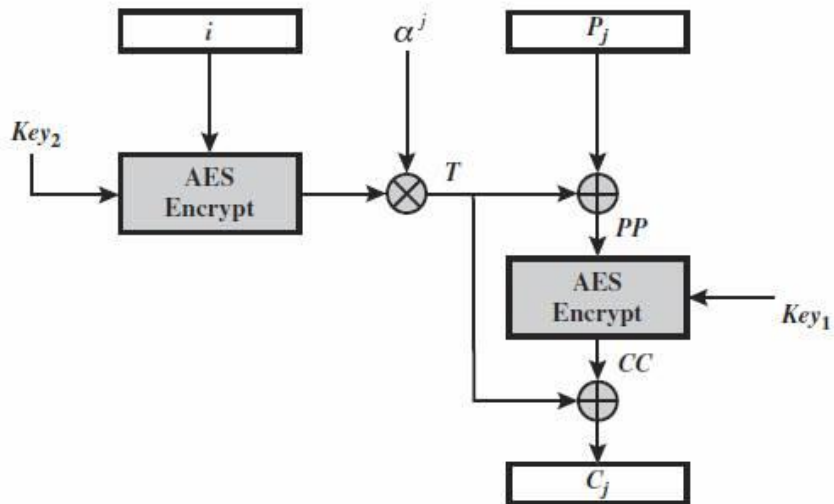 i
α^j
P_j
Key_2
AES
Encrypt
T
PP
AES
Encrypt
Key_1
CC
C_j